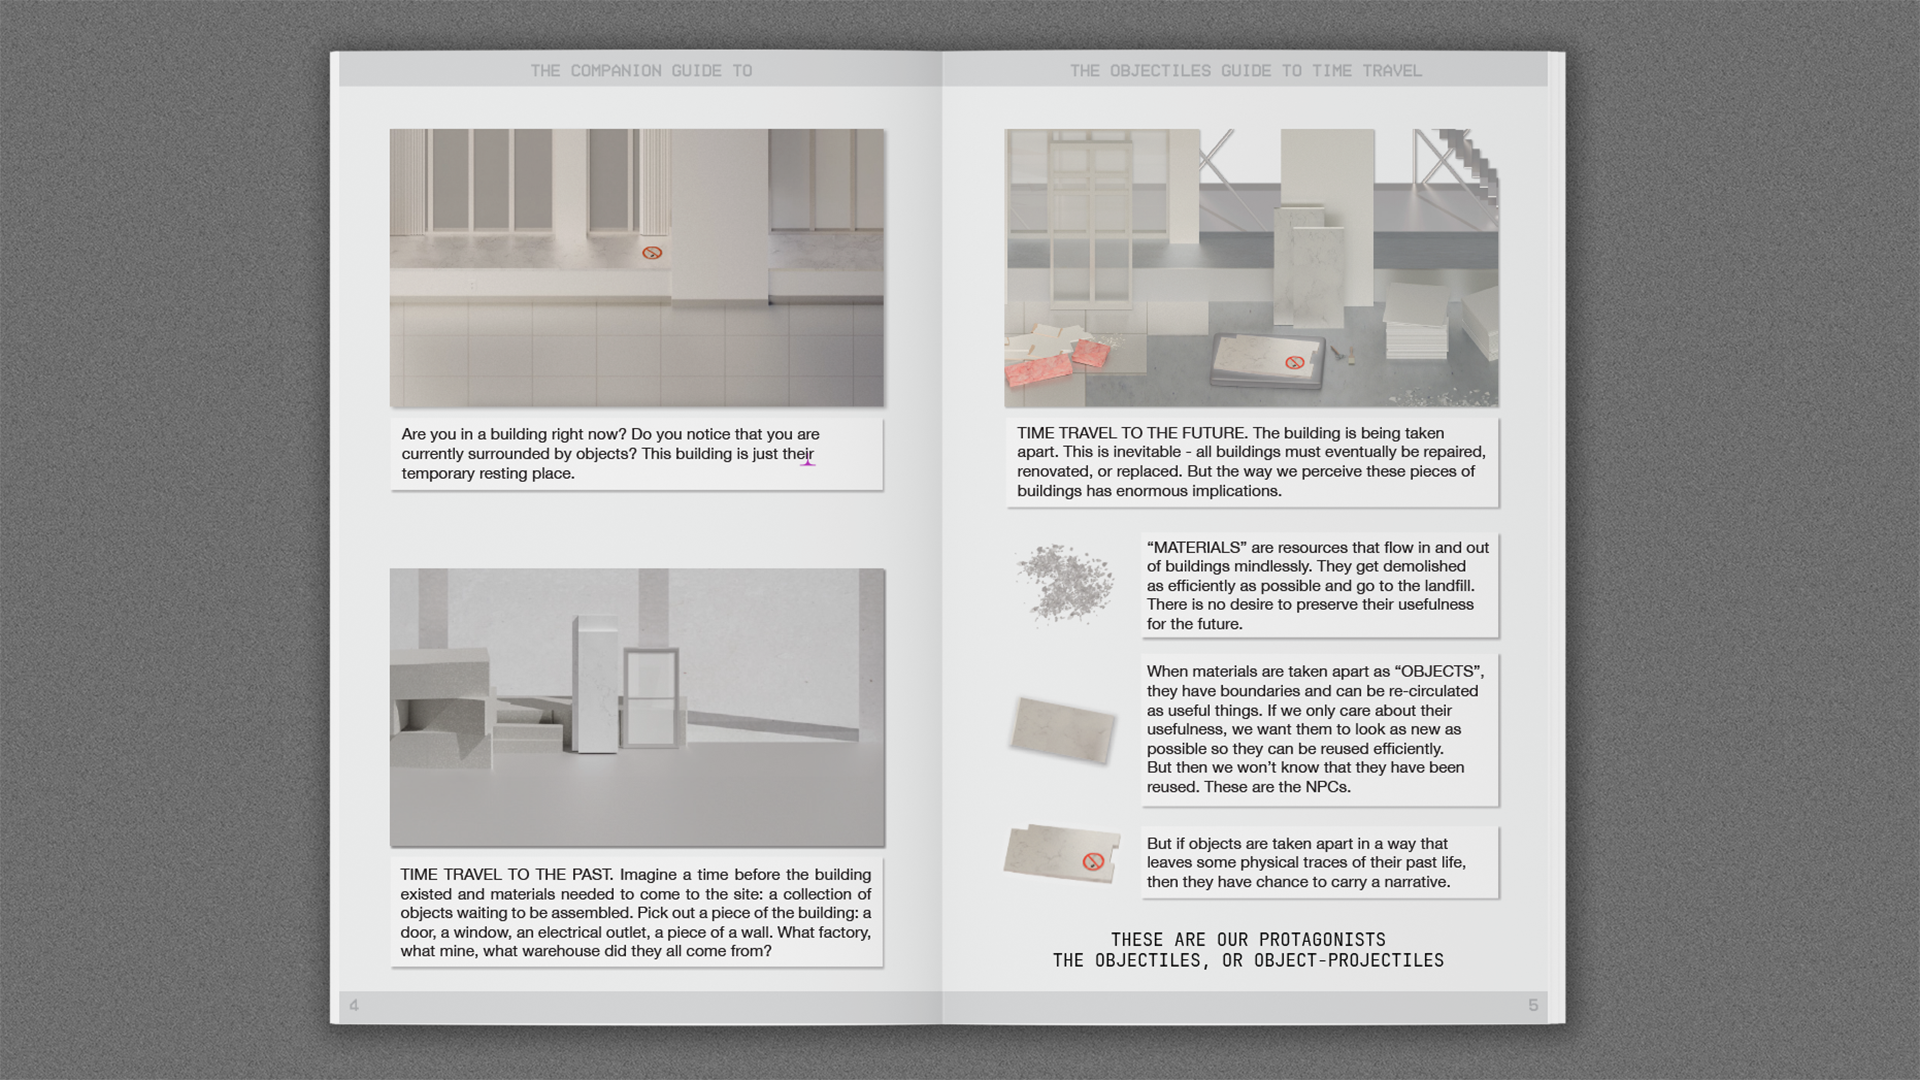 THE COMPANION GUIDE TO
Are you in a building right now? Do you notice that you are
currently surrounded by objects? This building is just their
temporary resting place.
TIME TRAVEL TO THE PAST. Imagine a time before the building
existed and materials needed to come to the site: a collection of
objects waiting to be assembled. Pick out a piece of the building: a
door, a window, an electrical outlet, a piece of a wall. What factory,
what mine, what warehouse did they all come from?
4
THE OBJECTILES GUIDE TO TIME TRAVEL
TIME TRAVEL TO THE FUTURE. The building is being taken
apart. This is inevitable - all buildings must eventually be repaired,
renovated, or replaced. But the way we perceive these pieces of
buildings has enormous implications.
“MATERIALS” are resources that flow in and out
of buildings mindlessly. They get demolished
as efficiently as possible and go to the landfill.
There is no desire to preserve their usefulness
for the future.
When materials are taken apart as “OBJECTS”,
they have boundaries and can be re-circulated
as useful things. If we only care about their
usefulness, we want them to look as new as
possible so they can be reused efficiently.
But then we won’t know that they have been
reused. These are the NPCs.
But if objects are taken apart in a way that
leaves some physical traces of their past life,
then they have chance to carry a narrative.
THESE ARE OUR PROTAGONISTS
THE OBJECTILES, OR OBJECT-PROJECTILES
5